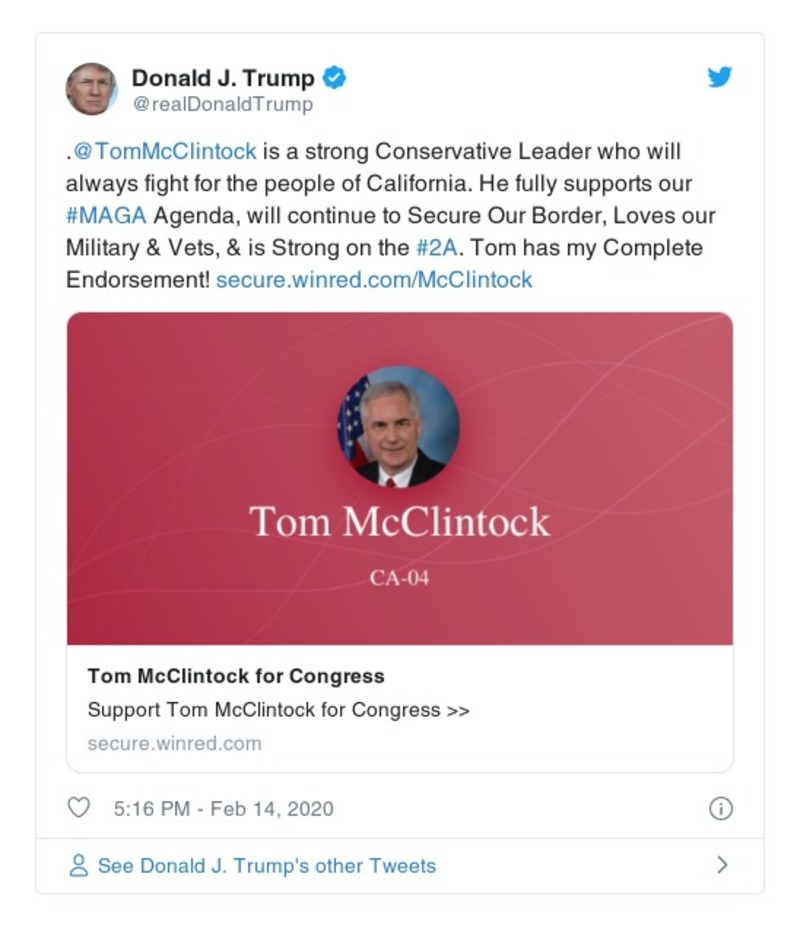 Donald J. Trump
@realDonaldTrump
.@TomMcClintock is a strong Conservative Leader who will
always fight for the people of California. He fully supports our
#MAGA Agenda, will continue to Secure Our Border, Loves our
Military & Vets, & is Strong on the #2A. Tom has my Complete
Endorsement! secure.winred.com/McClintock
Tom McClintock
CA-04
Tom McClintock for Congress
Support Tom McClintock for Congress >>
secure.winred.com
5:16 PM - Feb 14, 2020
See Donald J. Trump's other Tweets